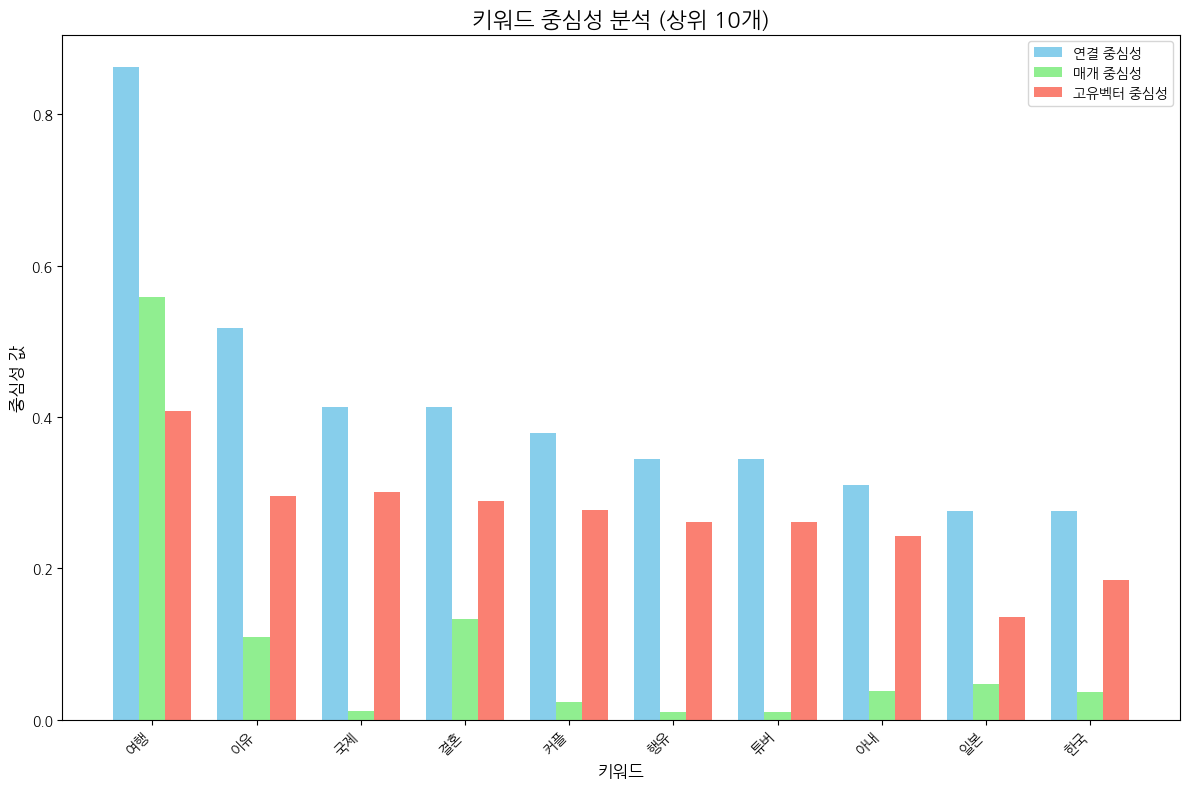 키워드 중심성 분석 (상위 10개)
연결 중심성
매개 중심성
고유벡터 중심성
중심성 값
0.8
0.6
0.4
0.2
0.0
여행
이유
국제
결혼
커플
행유
튜버
아내
일본
한국
키워드